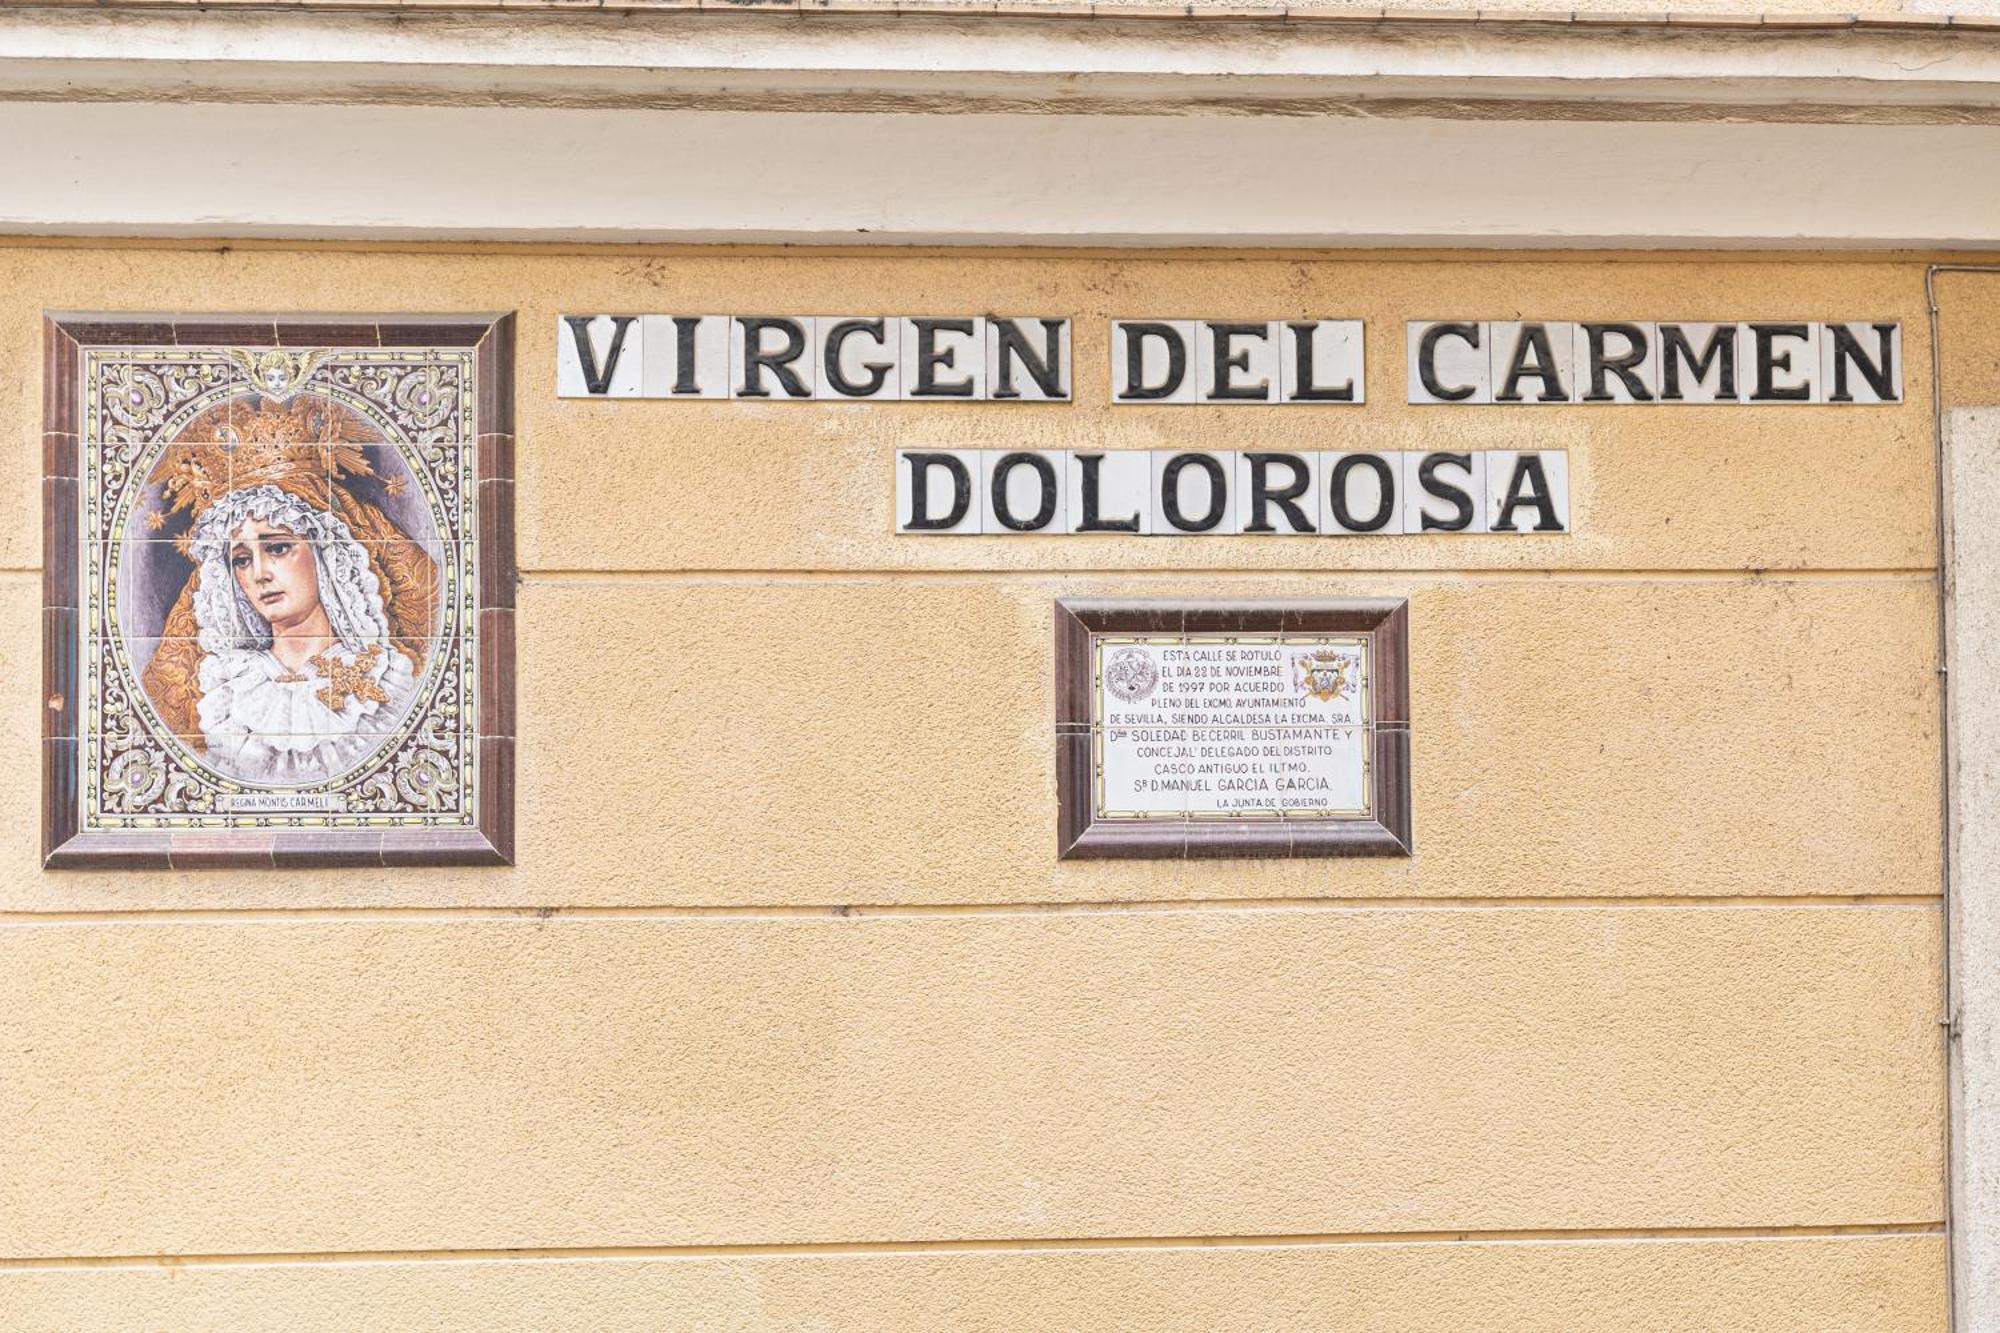 VIRGEN DEL CARMEN
DOLOROSA
REGINA MONTIS CARMELI
ESTA CALLE SE ROTULÓ
EL DIA 22 DE NOVIEMBRE
DE 1997 POR ACUERDO
PLENO DEL EXCMO. AYUNTAMIENTO
DE SEVILLA, SIENDO ALCALDESA LA EXCMA. SRA.
Dña SOLEDAD BECERRIL BUSTAMANTE Y
CONCEJAL DELEGADO DEL DISTRITO
CASCO ANTIGUO EL ILTMO.
SR D. MANUEL GARCIA GARCIA.
LA JUNTA DE GOBIERNO